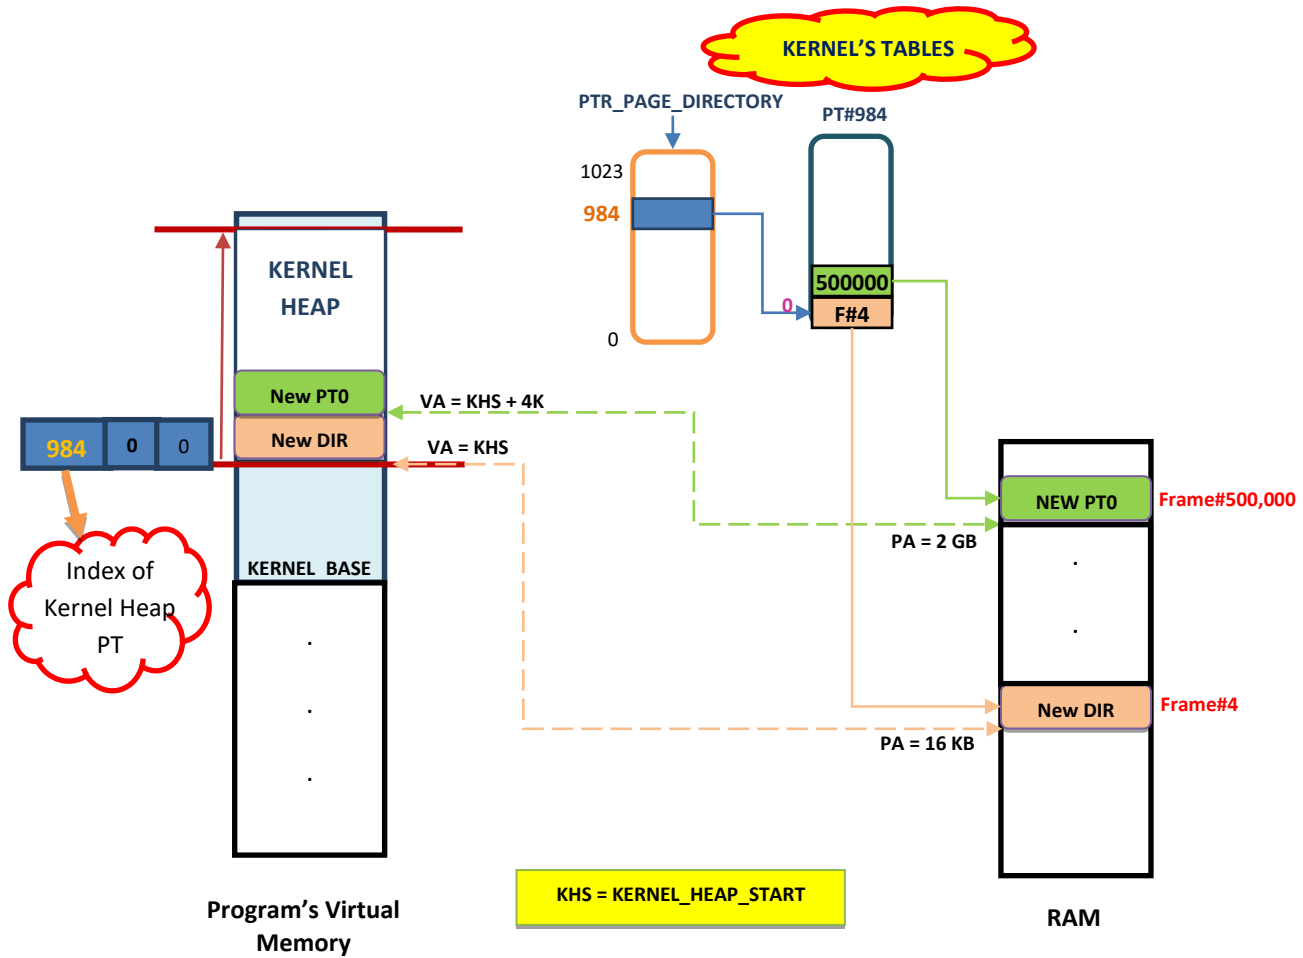 KERNEL'S TABLES
PTR_PAGE_DIRECTORY
PT#984
1023
984
0
500000
0
F#4
KERNEL
HEAP
New PT0
New DIR
VA = KHS + 4K
VA = KHS
984 0 0
Index of
Kernel Heap
PT
KERNEL BASE
.
.
.
NEW PT0
Frame#500,000
PA = 2 GB
.
.
New DIR
Frame#4
PA = 16 KB
KHS = KERNEL_HEAP_START
Program's Virtual
Memory
RAM